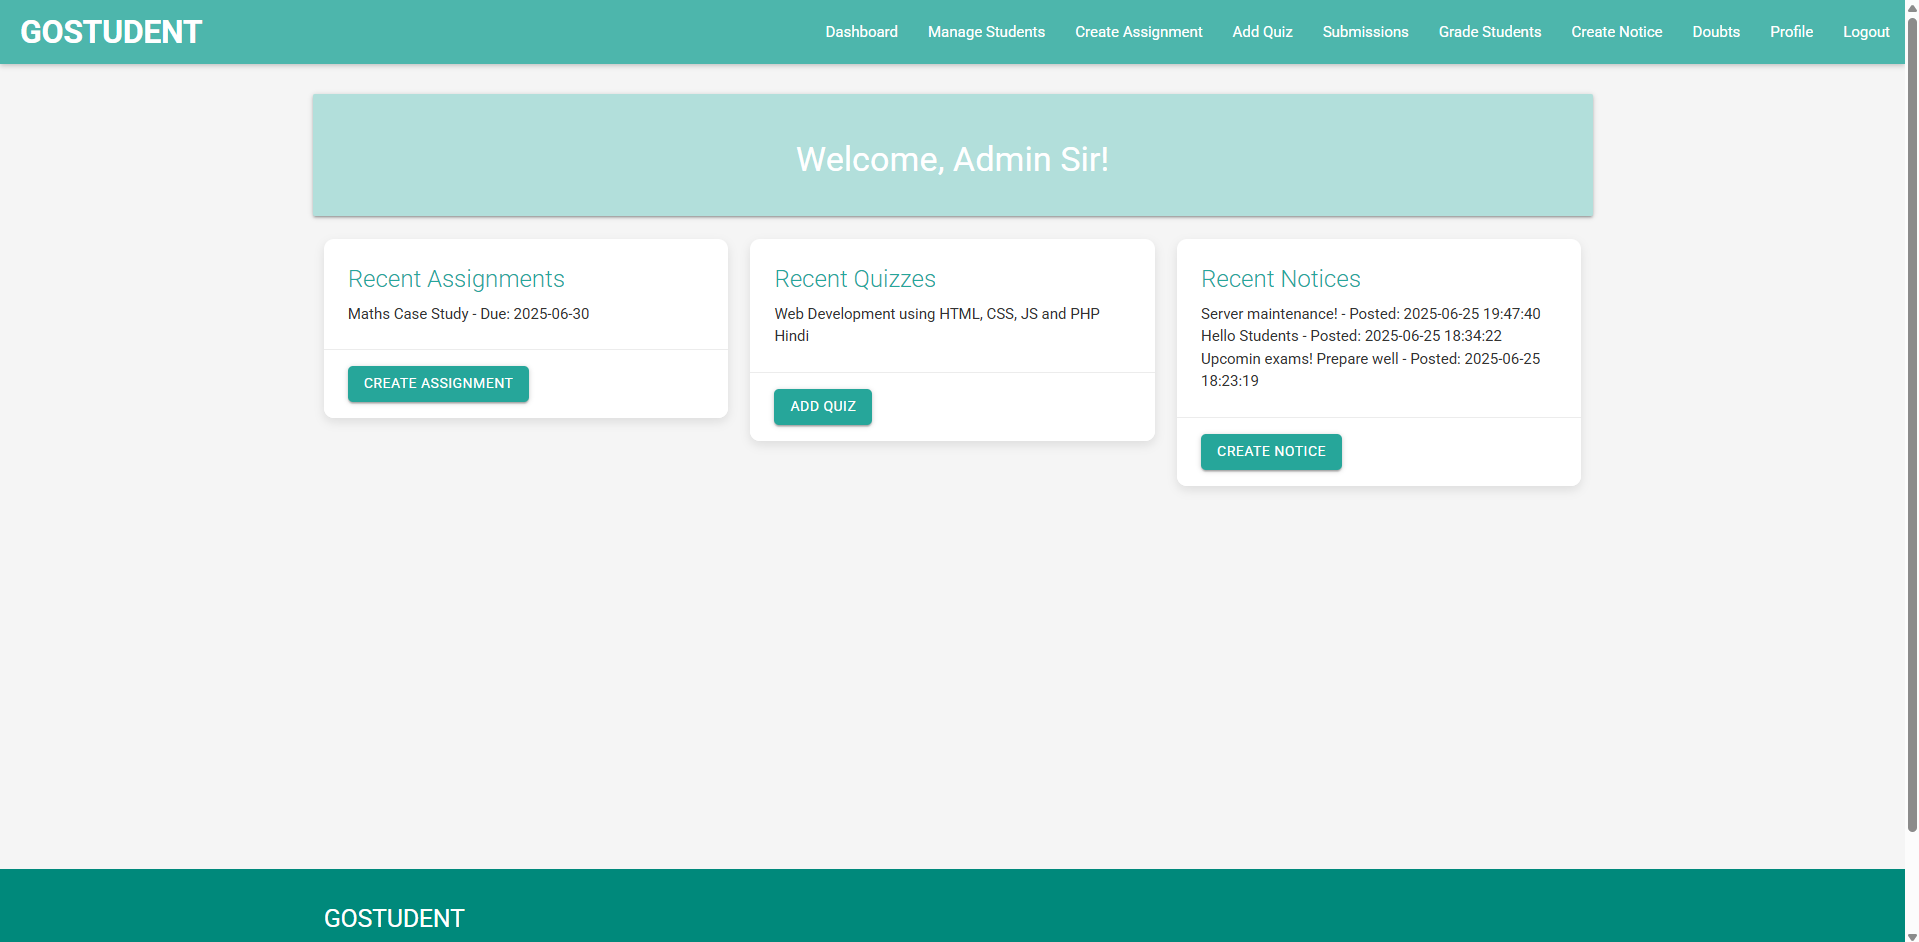 GOSTUDENT
Dashboard Manage Students Create Assignment Add Quiz Submissions Grade Students Create Notice Doubts Profile Logout
Welcome, Admin Sir!
Recent Assignments
Maths Case Study - Due: 2025-06-30
CREATE ASSIGNMENT
Recent Quizzes
Web Development using HTML, CSS, JS and PHP
Hindi
ADD QUIZ
Recent Notices
Server maintenance! - Posted: 2025-06-25 19:47:40
Hello Students - Posted: 2025-06-25 18:34:22
Upcomin exams! Prepare well - Posted: 2025-06-25
18:23:19
CREATE NOTICE
GOSTUDENT